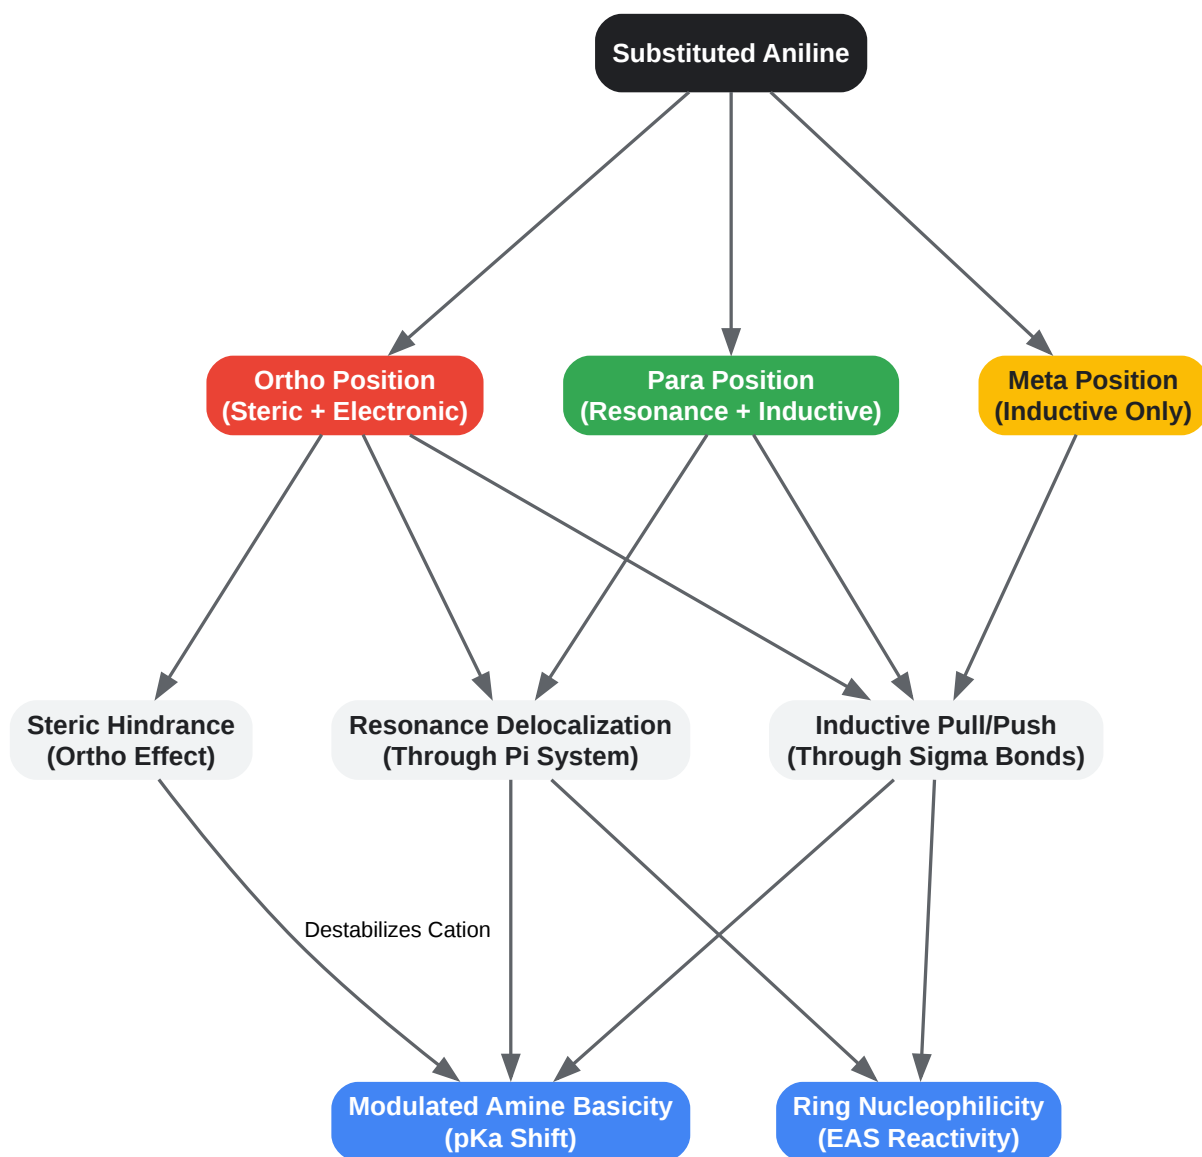 Substituted Aniline
Ortho Position
(Steric + Electronic)
Para Position
(Resonance + Inductive)
Meta Position
(Inductive Only)
Steric Hindrance
(Ortho Effect)
Resonance Delocalization
(Through Pi System)
Inductive Pull/Push
(Through Sigma Bonds)
Destabilizes Cation
Modulated Amine Basicity
(pKa Shift)
Ring Nucleophilicity
(EAS Reactivity)